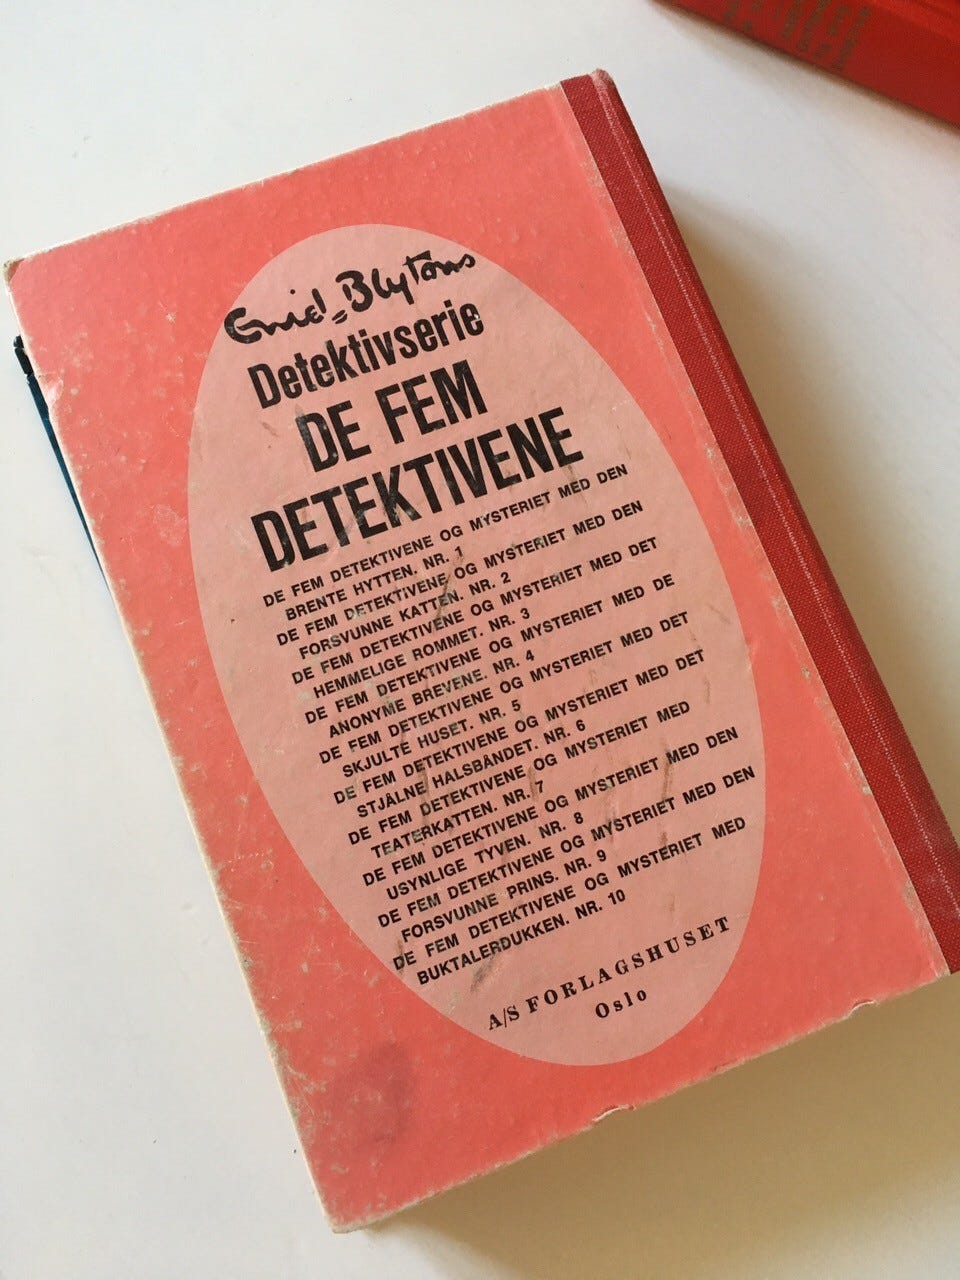 Enid Blytons
Detektivserie
DE FEM
DETEKTIVENE
DE FEM DETEKTIVENE OG MYSTERIET MED DEN
BRENTE HYTTEN. NR. 1
DE FEM DETEKTIVENE OG MYSTERIET MED DEN
FORSVUNNE KATTEN. NR. 2
DE FEM DETEKTIVENE OG MYSTERIET MED DET
HEMMELIGE ROMMET. NR. 3
DE FEM DETEKTIVENE OG MYSTERIET MED DE
ANONYME BREVENE. NR. 4
DE FEM DETEKTIVENE OG MYSTERIET MED DET
SKJULTE HUSET. NR. 5
DE FEM DETEKTIVENE OG MYSTERIET MED DET
STJÅLNE HALSBÅNDET. NR. 6
DE FEM DETEKTIVENE OG MYSTERIET MED
TEATERKATTEN. NR. 7
DE FEM DETEKTIVENE OG MYSTERIET MED DEN
USYNLIGE TYVEN. NR. 8
DE FEM DETEKTIVENE OG MYSTERIET MED DEN
FORSVUNNE PRINS. NR. 9
DE FEM DETEKTIVENE OG MYSTERIET MED
BUKTALERDUKKEN. NR. 10
A/S FORLAGSHUSET
Oslo